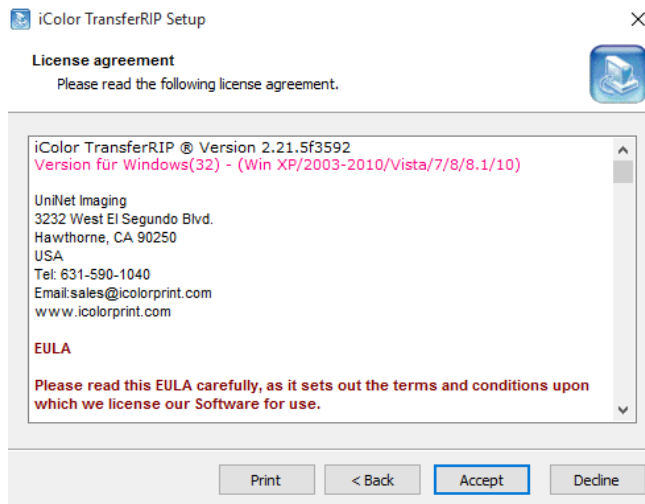 iColor TransferRIP Setup
License agreement
Please read the following license agreement.
iColor TransferRIP ® Version 2.21.5f3592
Version für Windows(32) - (Win XP/2003-2010/Vista/7/8/8.1/10)
UniNet Imaging
3232 West El Segundo Blvd.
Hawthorne, CA 90250
USA
Tel: 631-590-1040
Email:sales@icolorprint.com
www.icolorprint.com
EULA
Please read this EULA carefully, as it sets out the terms and conditions upon
which we license our Software for use.
Print
< Back
Accept
Decline